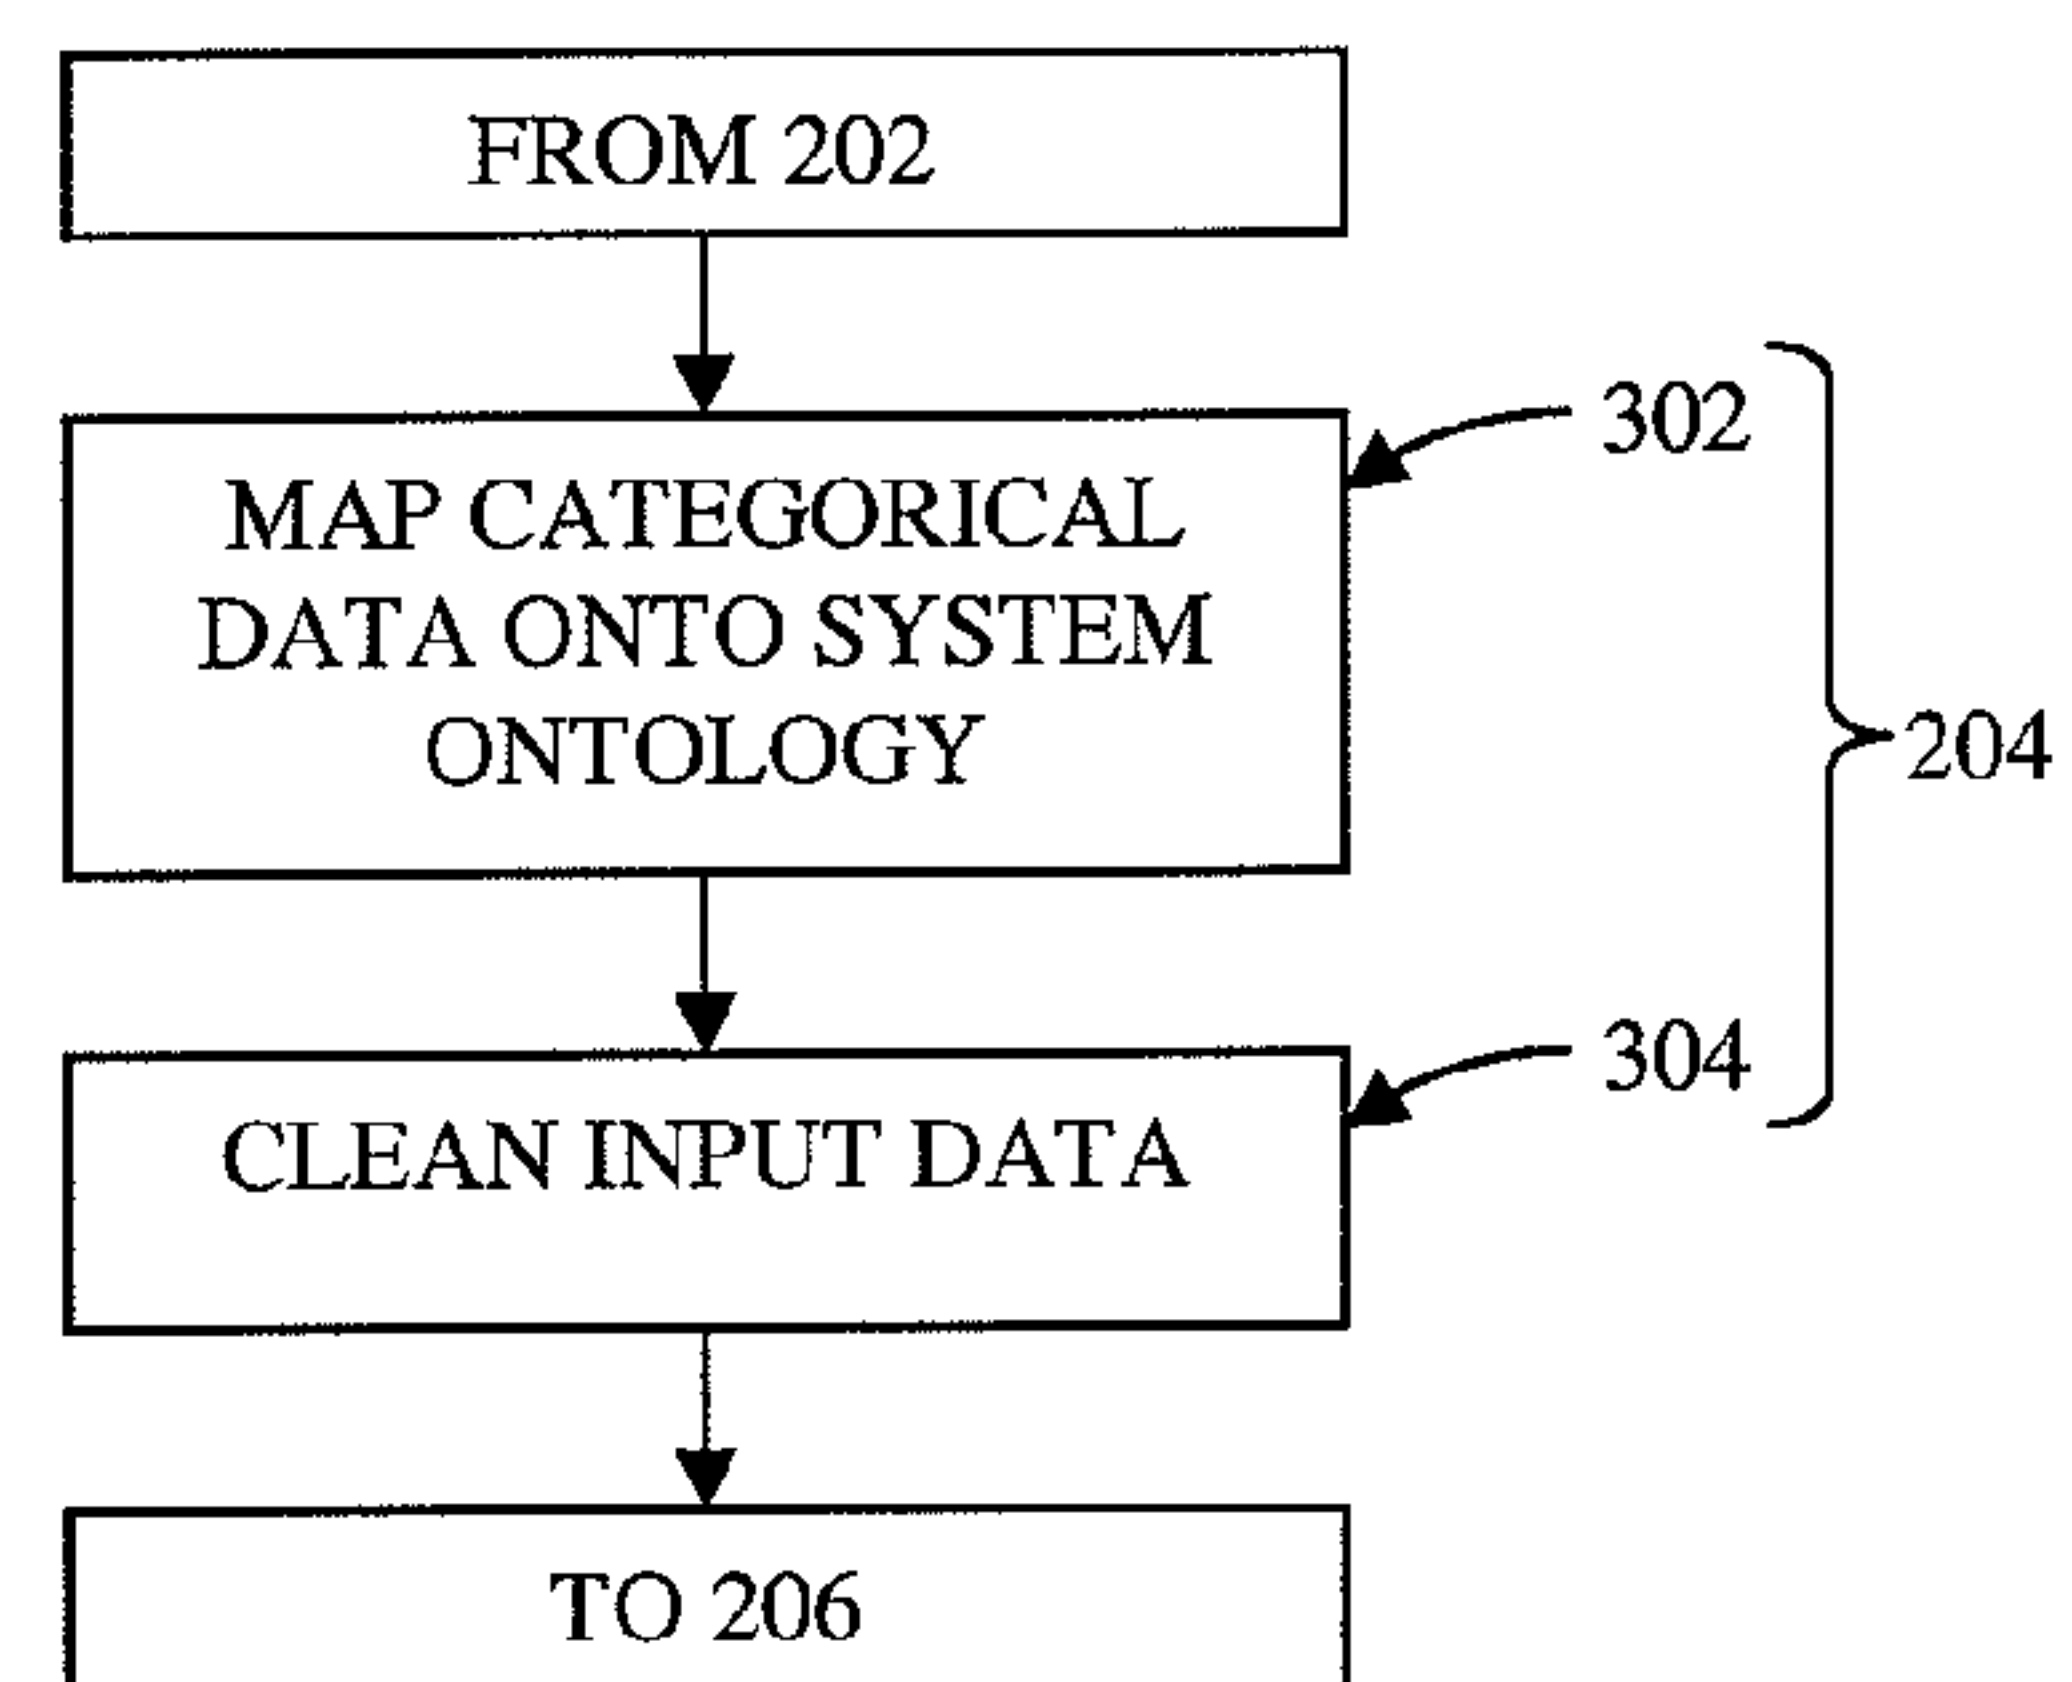 FROM 202
MAP CATEGORICAL
DATA ONTO SYSTEM
ONTOLOGY
302
204
CLEAN INPUT DATA
304
TO 206